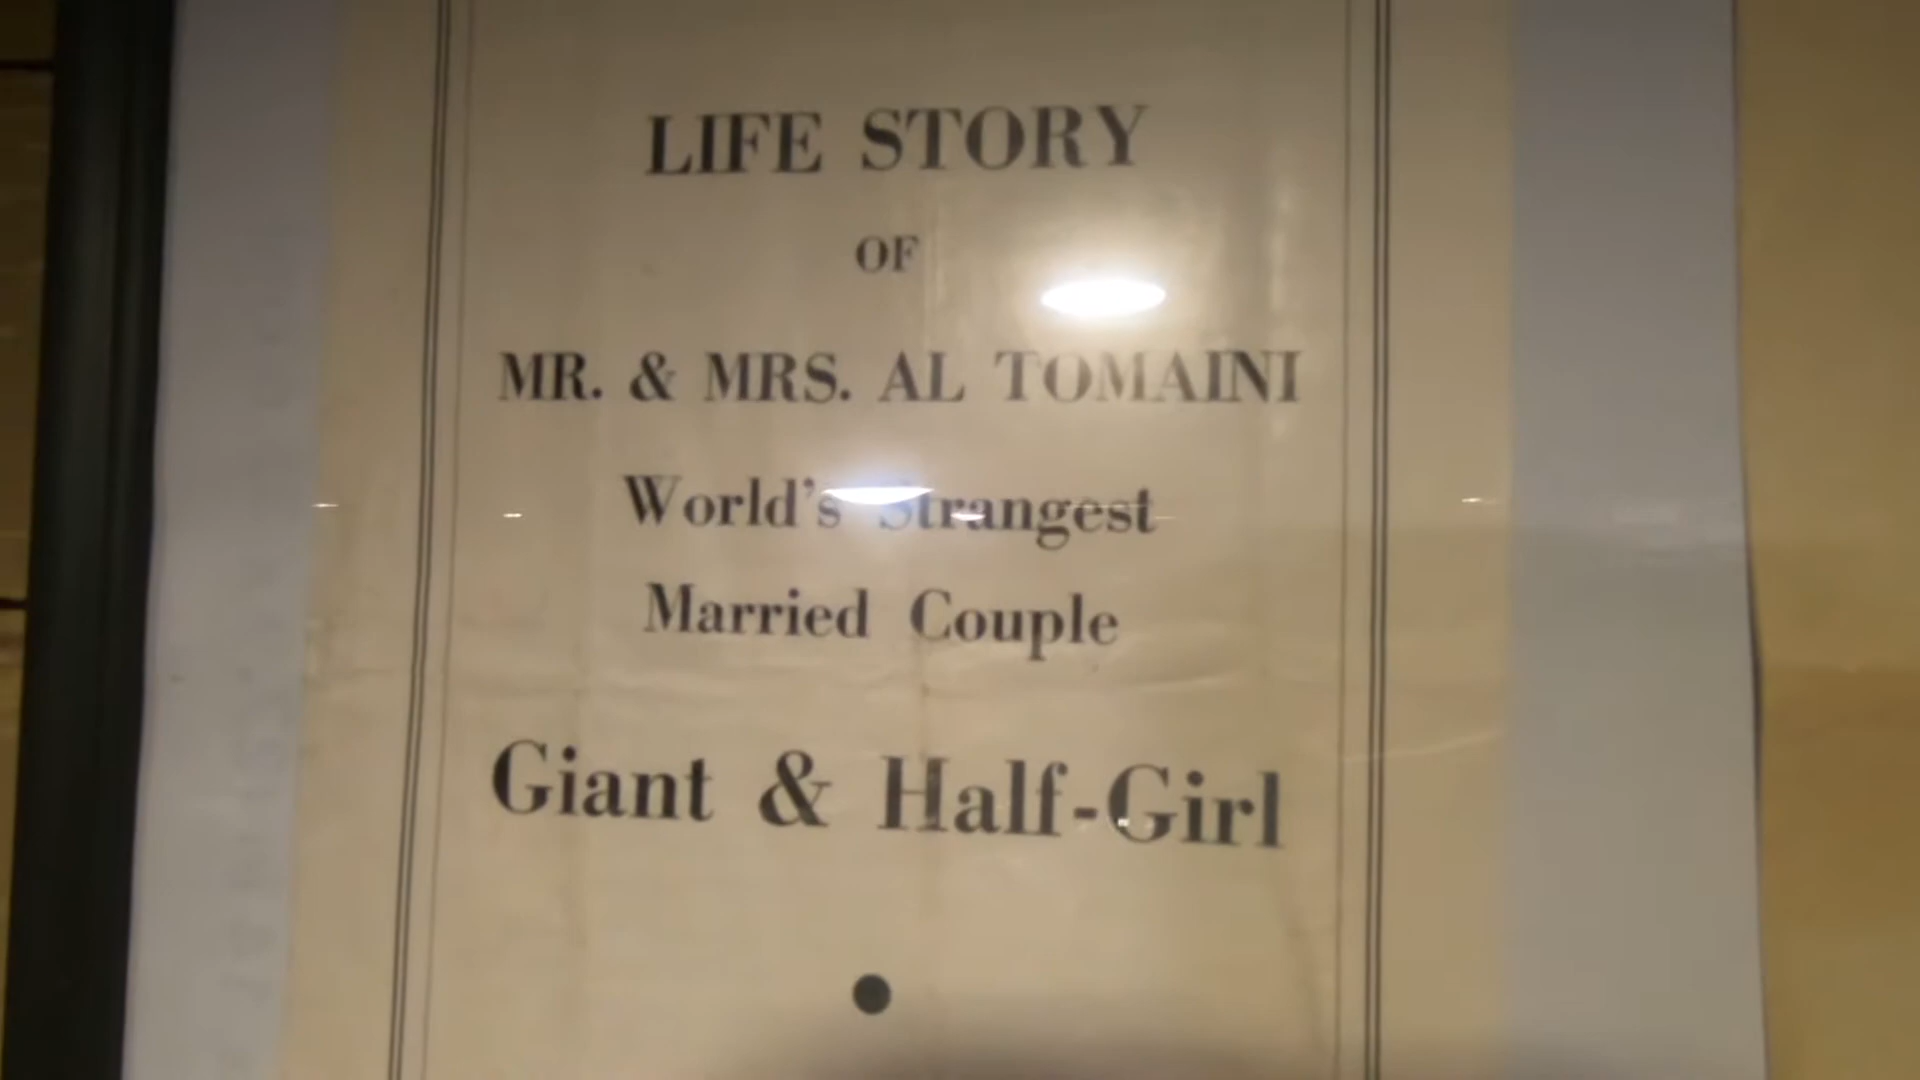 LIFE STORY
OF
MR. & MRS. AL TOMAINI
World's Strangest
Married Couple
Giant & Half-Girl